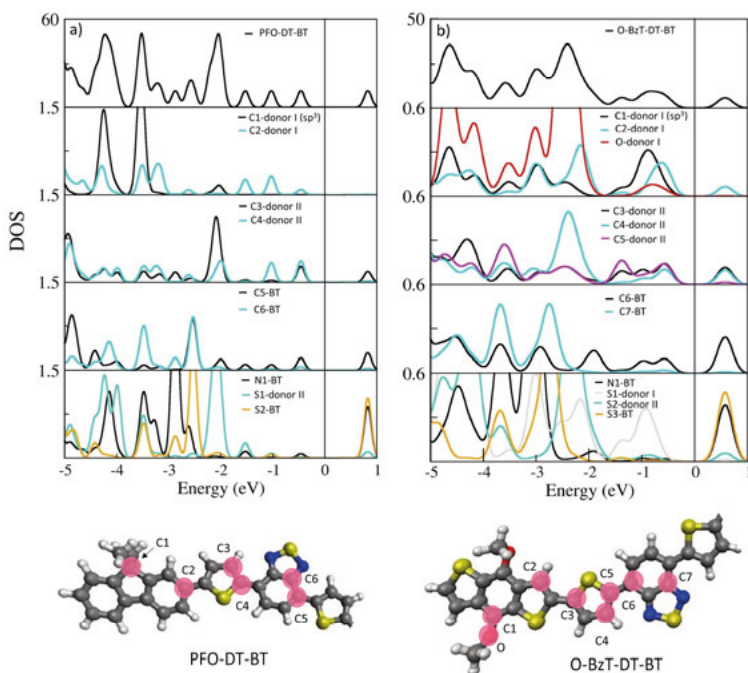 a) PFO-DT-BT
60
C1-donor I (sp³)
C2-donor I
1.5
C3-donor II
C4-donor II
1.5
C5-BT
C6-BT
1.5
N1-BT
S1-donor II
S2-BT
1.5
DOS
-5 -4 -3 -2 -1 0 1
Energy (eV)
b) O-BzT-DT-BT
50
C1-donor I (sp³)
C2-donor I
O-donor I
0.6
C3-donor II
C4-donor II
C5-donor II
0.6
C6-BT
C7-BT
0.6
N1-BT
S1-donor I
S2-donor II
S3-BT
0.6
-5 -4 -3 -2 -1 0 1
Energy (eV)
C1
C2
C3
C4
C6
C5
PFO-DT-BT
C2
C5
C7
C3
C6
C1
C4
O
O-BzT-DT-BT